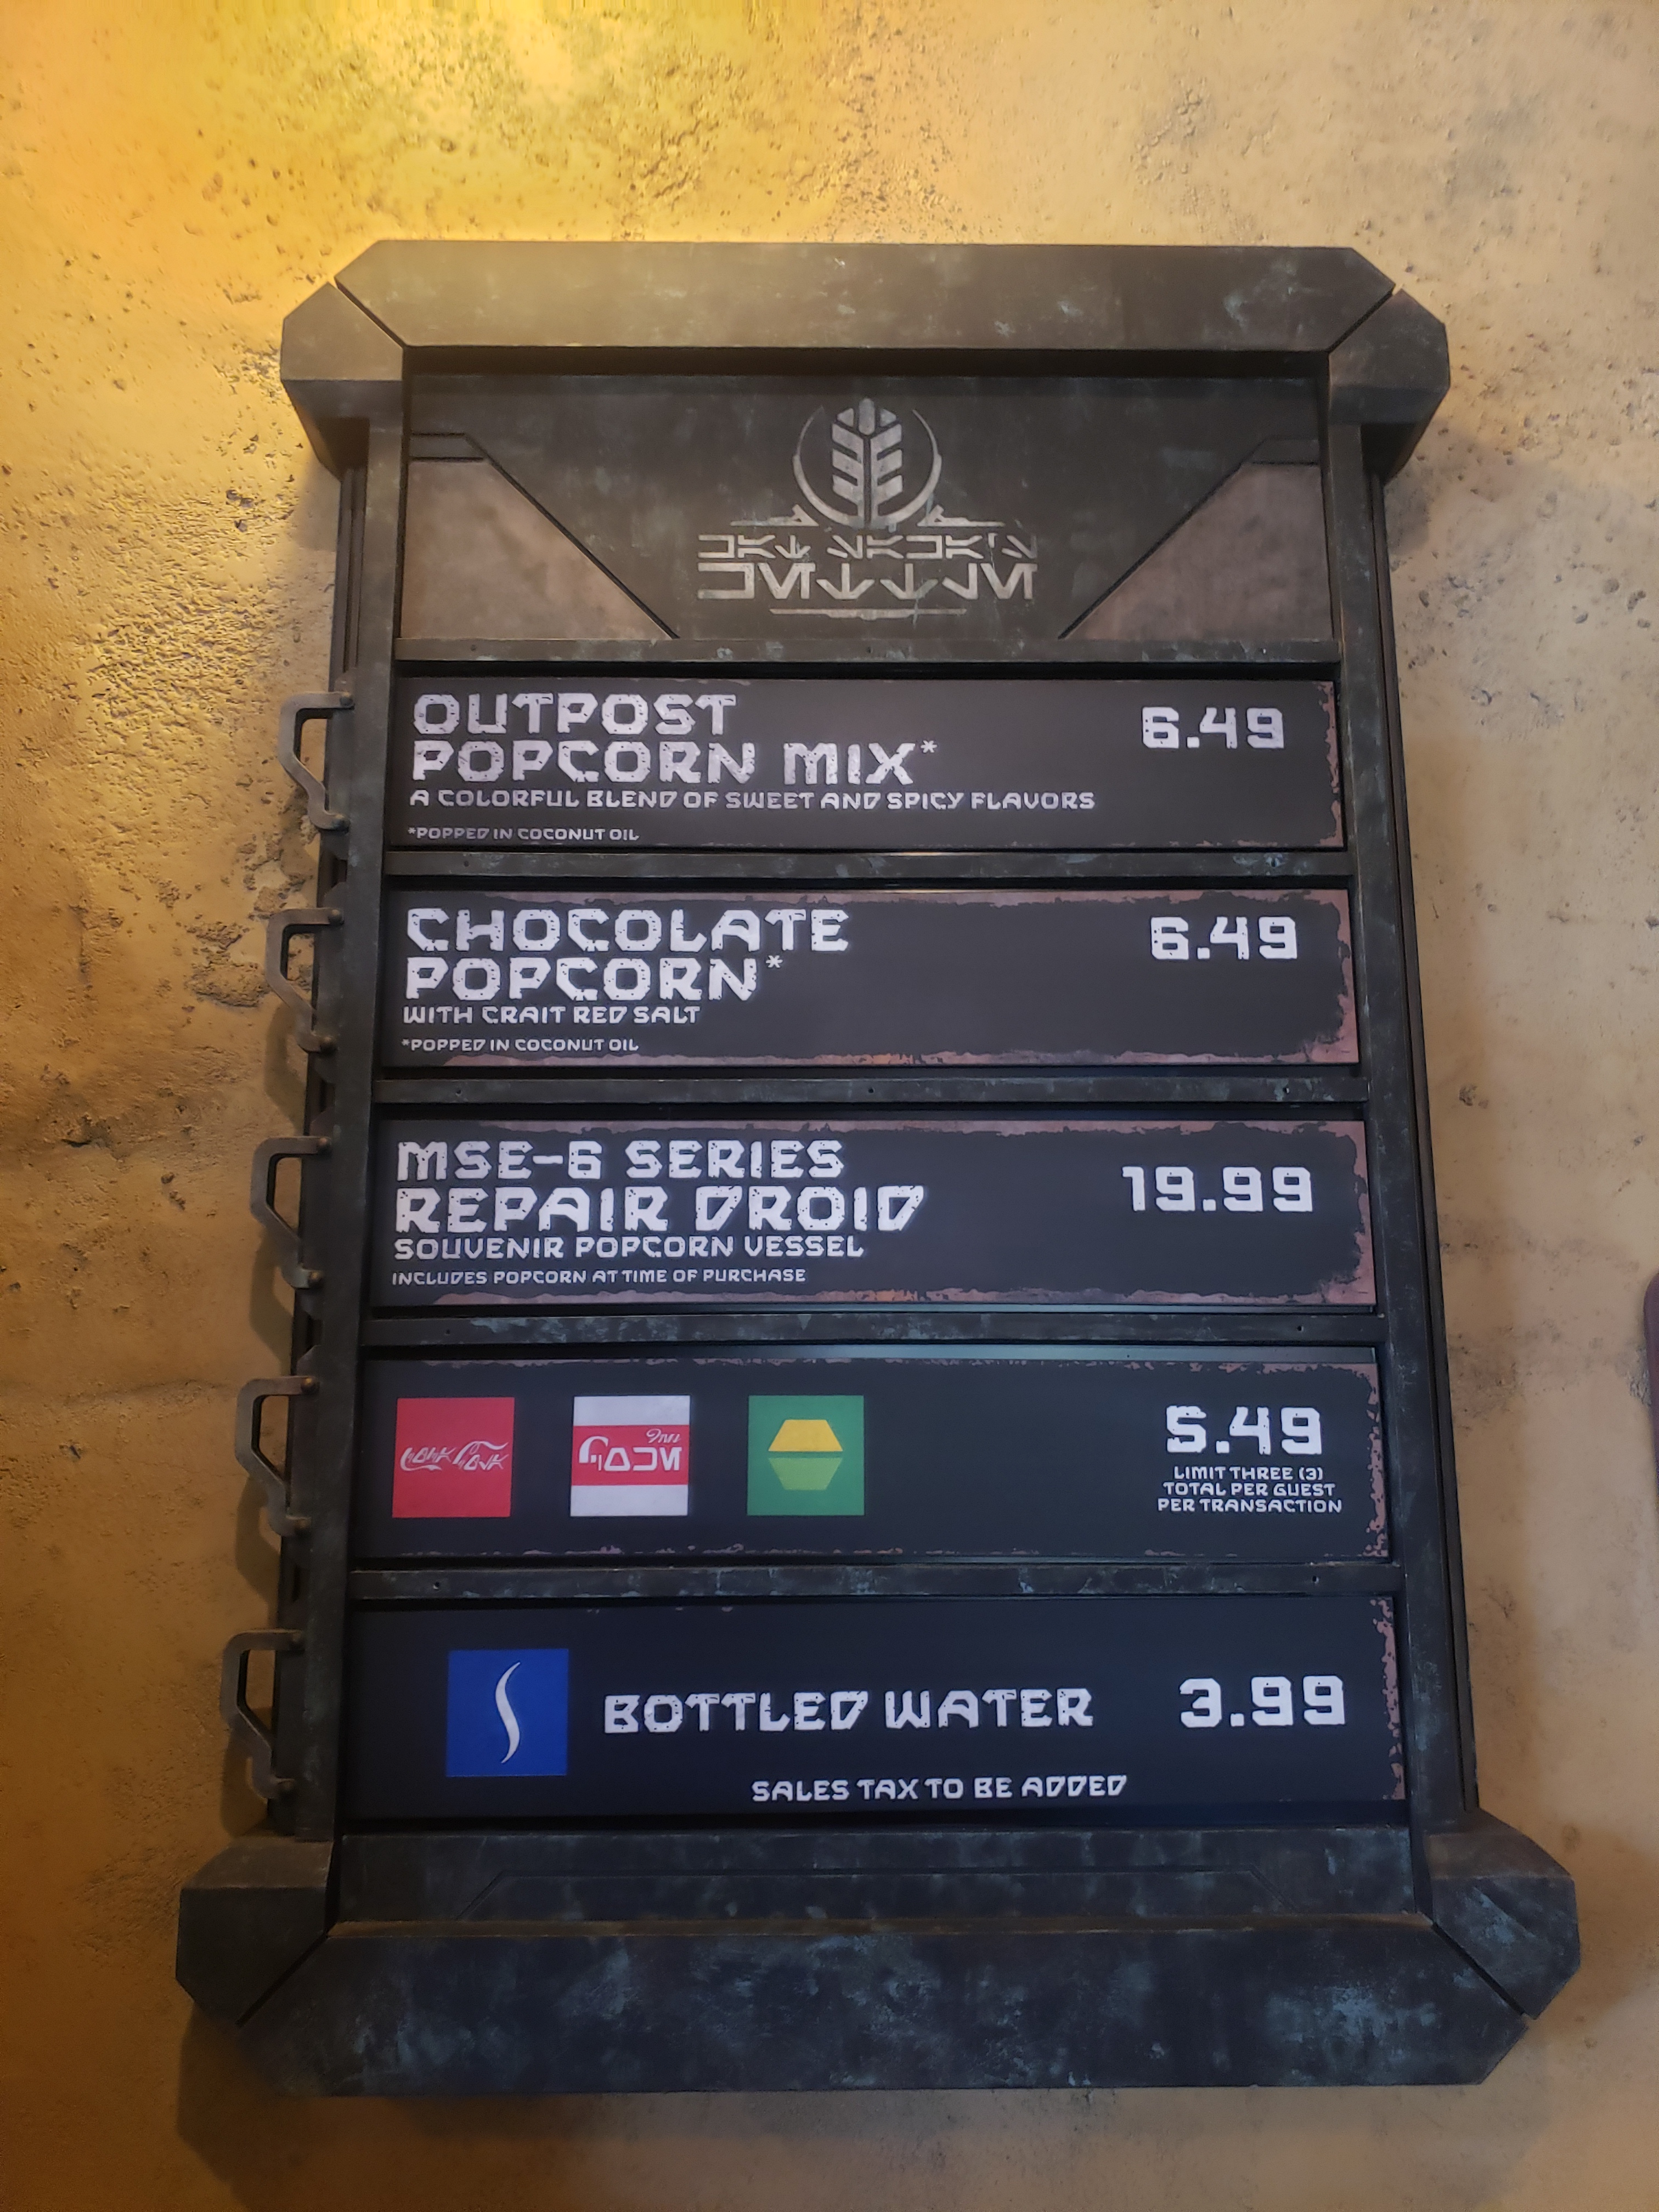 OUTPOST
POPCORN MIX*
6.49
A COLORFUL BLEND OF SWEET AND SPICY FLAVORS
*POPPED IN COCONUT OIL
CHOCOLATE
POPCORN*
6.49
WITH CRAIT RED SALT
*POPPED IN COCONUT OIL
MSE-6 SERIES
REPAIR DROID
19.99
SOUVENIR POPCORN VESSEL
INCLUDES POPCORN AT TIME OF PURCHASE
5.49
LIMIT THREE (3)
TOTAL PER GUEST
PER TRANSACTION
BOTTLED WATER
3.99
SALES TAX TO BE ADDED